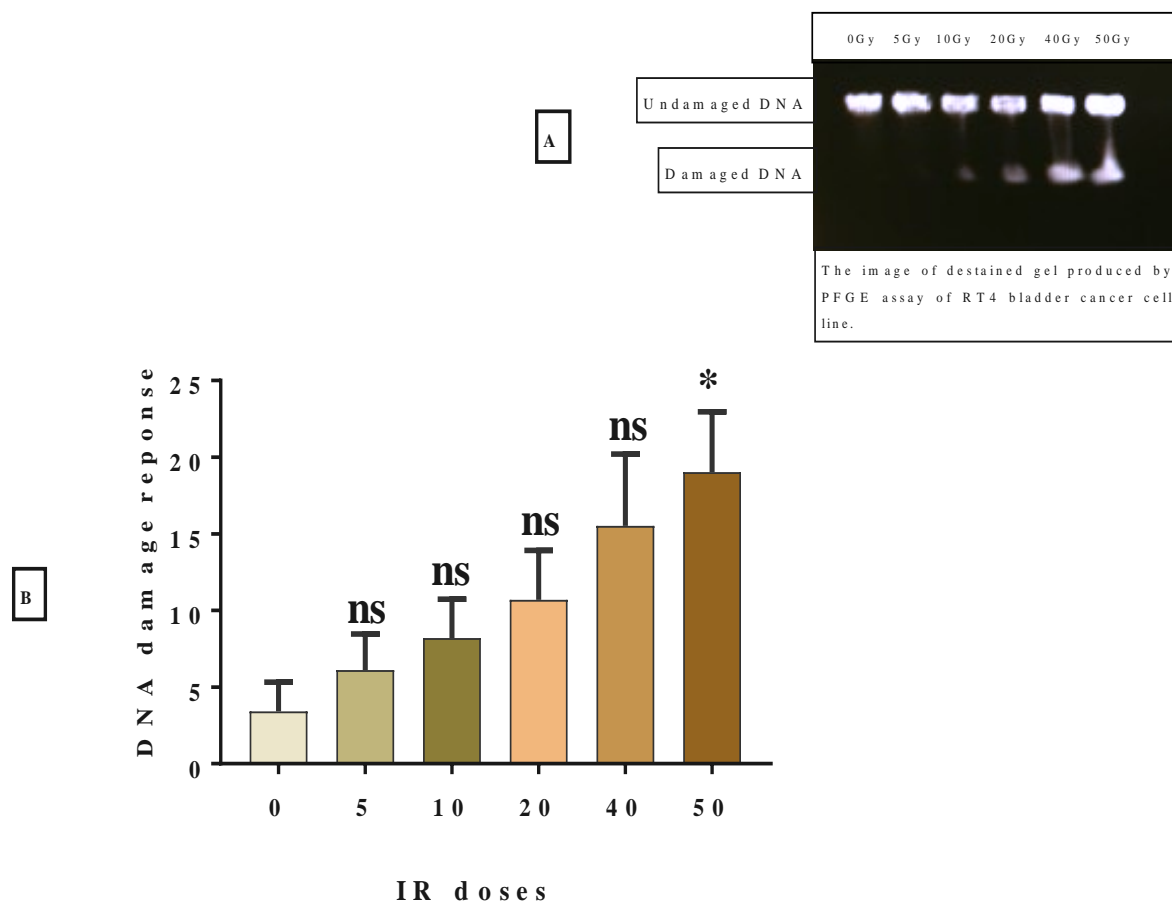 0Gy 5Gy 10Gy 20Gy 40Gy 50Gy
Undamaged DNA
A
Damaged DNA
The image of destained gel produced by
PFGE assay of RT4 bladder cancer cell
line.
B
DNA damage reponse
25
20
15
10
5
0
ns
ns
ns
ns
*
0 5 10 20 40 50
IR doses